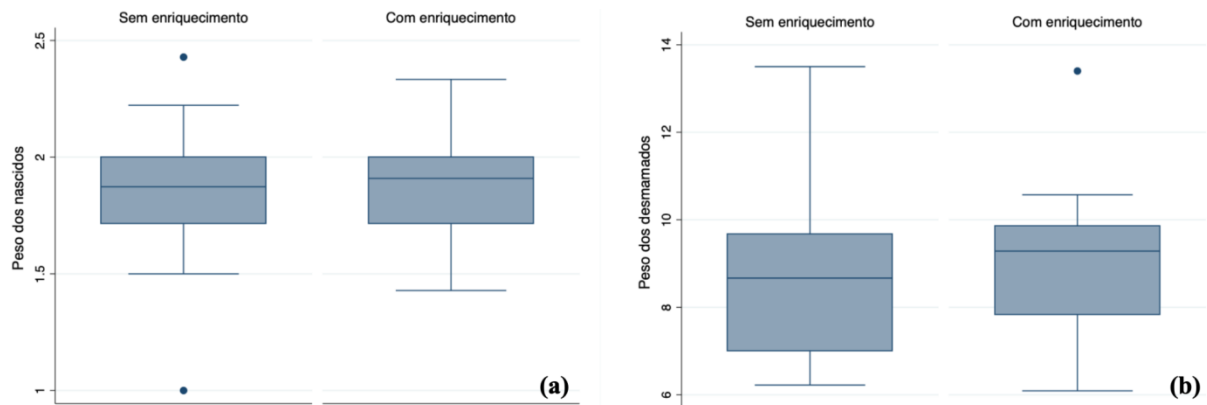 Sem enriquecimento
Com enriquecimento
Peso dos nascidos
2.5
2
1.5
1
(a)
Sem enriquecimento
Com enriquecimento
Peso dos desmamados
14
12
10
8
6
(b)